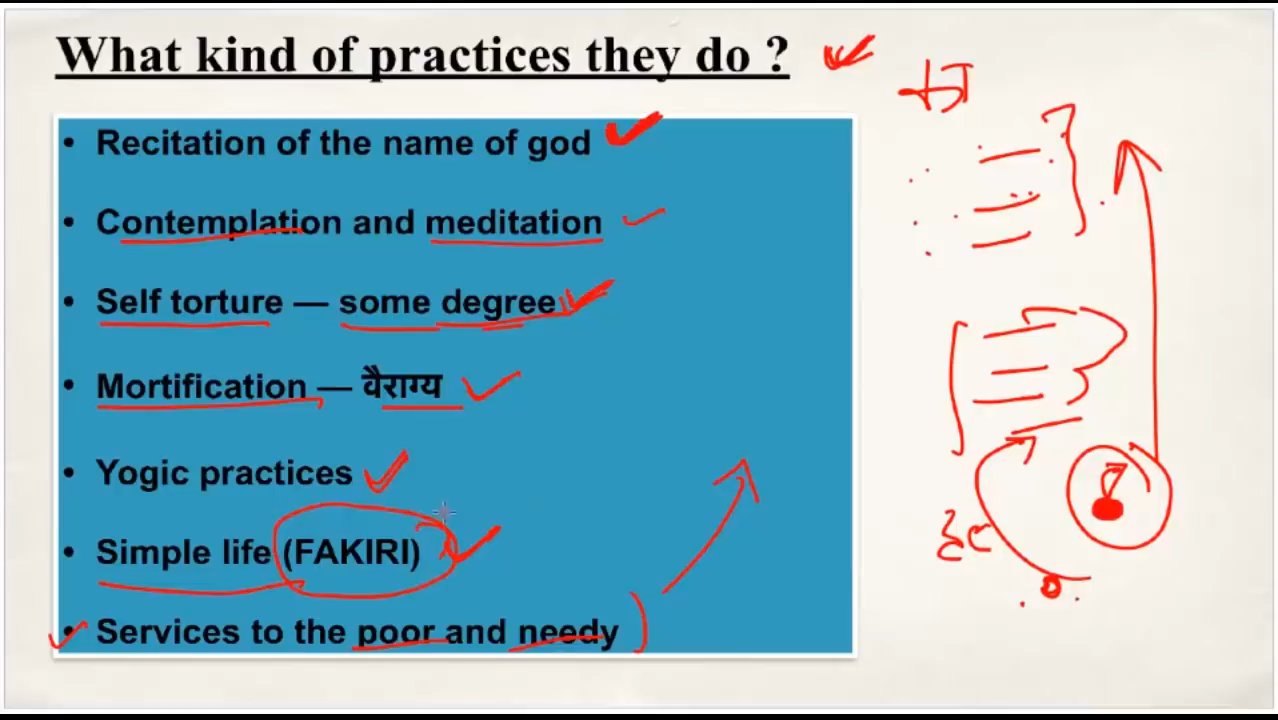 What kind of practices they do ?
• Recitation of the name of god
• Contemplation and meditation
• Self torture — some degree
• Mortification — वैराग्य
• Yogic practices
• Simple life (FAKIRI)
• Services to the poor and needy